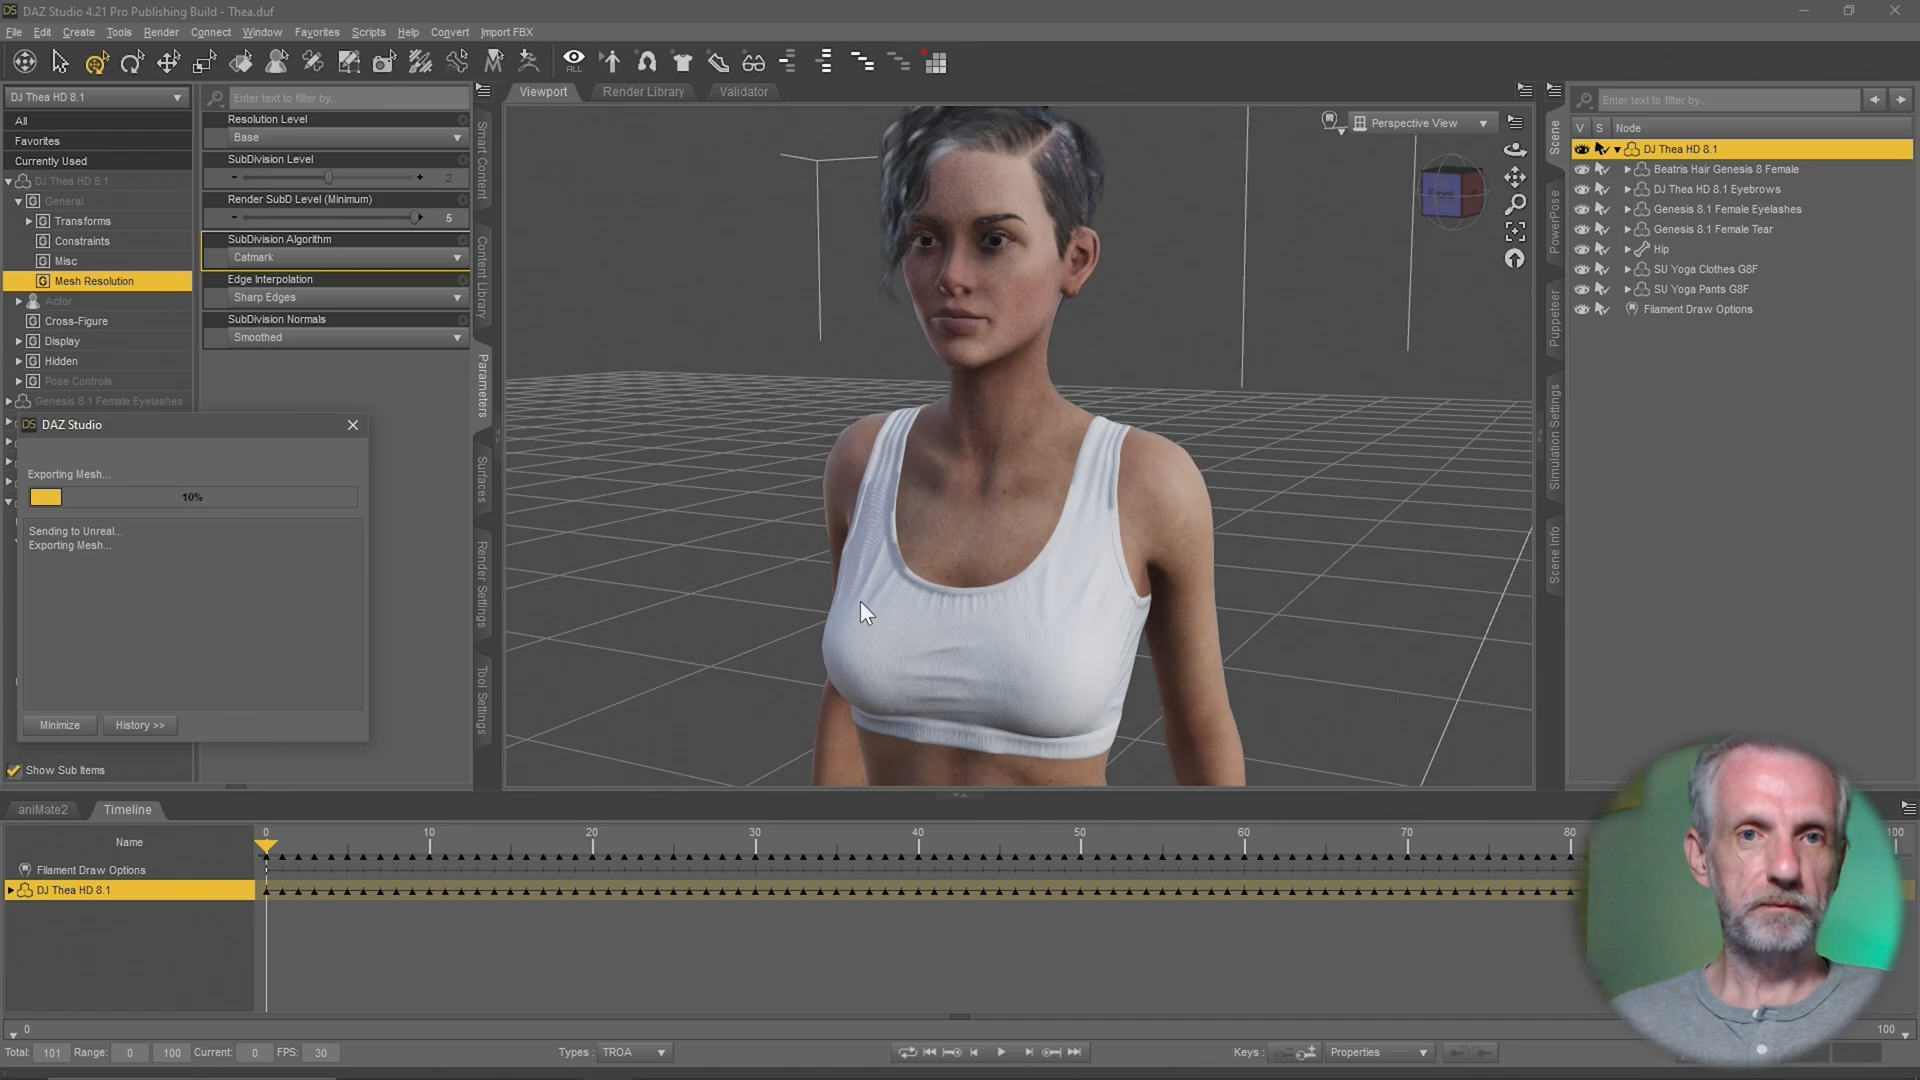 DAZ Studio 4.21 Pro Publishing Build - Thea.duf
File Edit Create Tools Render Connect Window Favorites Scripts Help Convert Import FBX
FILL
DJ Thea HD 8.1
All
Favorites
Currently Used
DJ Thea HD 8.1
General
Transforms
Constraints
Misc
Mesh Resolution
Actor
Cross-Figure
Display
Hidden
Pose Controls
Genesis 8.1 Female Eyelashes
Show Sub Items
Enter text to filter by...
Resolution Level
Base
SubDivision Level
2
Render SubD Level (Minimum)
5
SubDivision Algorithm
Catmark
Edge Interpolation
Sharp Edges
SubDivision Normals
Smoothed
DAZ Studio
Exporting Mesh...
10%
Sending to Unreal...
Exporting Mesh...
Minimize History >>
Smart Content
Content Library
Parameters
Surfaces
Render Settings
Tool Settings
Viewport Render Library Validator
Perspective View
Front
Scene
PowerPose
Puppeteer
Simulation Settings
Scene Info
Enter text to filter by...
V S Node
DJ Thea HD 8.1
Beatris Hair Genesis 8 Female
DJ Thea HD 8.1 Eyebrows
Genesis 8.1 Female Eyelashes
Genesis 8.1 Female Tear
Hip
SU Yoga Clothes G8F
SU Yoga Pants G8F
Filament Draw Options
aniMate2 Timeline
Name
0 10 20 30 40 50 60 70 80 100
Filament Draw Options
DJ Thea HD 8.1
0 100
Total: 101 Range: 0 100 Current: 0 FPS: 30 Types : TROA Keys : Properties